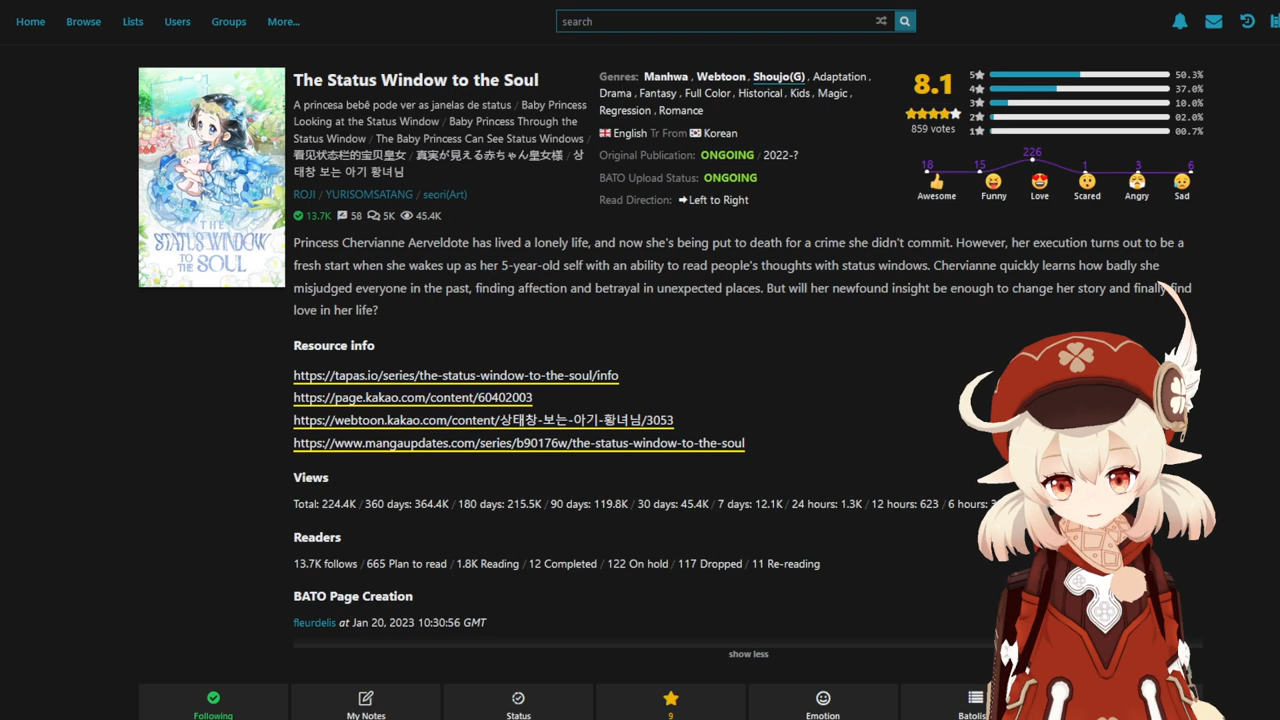 Home Browse Lists Users Groups More...
search
The Status Window to the Soul
A princesa bebê pode ver as janelas de status / Baby Princess
Looking at the Status Window / Baby Princess Through the
Status Window / The Baby Princess Can See Status Windows /
看见状态栏的宝贝皇女 / 真実が見える赤ちゃん皇女様 / 상
태창 보는 아기 황녀님
ROJI / YURISOMSATANG / seori(Art)
13.7K 58 5K 45.4K
THE
STATUS WINDOW
TO THE SOUL
Genres: Manhwa , Webtoon , Shoujo(G) , Adaptation ,
Drama , Fantasy , Full Color , Historical , Kids , Magic ,
Regression , Romance
English Tr From Korean
Original Publication: ONGOING / 2022-?
BATO Upload Status: ONGOING
Read Direction: Left to Right
8.1
859 votes
5 50.3%
4 37.0%
3 10.0%
2 02.0%
1 00.7%
18 15 226 1 3 6
Awesome Funny Love Scared Angry Sad
Princess Chervianne Aerveldote has lived a lonely life, and now she's being put to death for a crime she didn't commit. However, her execution turns out to be a
fresh start when she wakes up as her 5-year-old self with an ability to read people's thoughts with status windows. Chervianne quickly learns how badly she
misjudged everyone in the past, finding affection and betrayal in unexpected places. But will her newfound insight be enough to change her story and finally find
love in her life?
Resource info
https://tapas.io/series/the-status-window-to-the-soul/info
https://page.kakao.com/content/60402003
https://webtoon.kakao.com/content/상태창-보는-아기-황녀님/3053
https://www.mangaupdates.com/series/b90176w/the-status-window-to-the-soul
Views
Total: 224.4K / 360 days: 364.4K / 180 days: 215.5K / 90 days: 119.8K / 30 days: 45.4K / 7 days: 12.1K / 24 hours: 1.3K / 12 hours: 623 / 6 hours:
Readers
13.7K follows / 665 Plan to read / 1.8K Reading / 12 Completed / 122 On hold / 117 Dropped / 11 Re-reading
BATO Page Creation
fleurdelis at Jan 20, 2023 10:30:56 GMT
show less
Following My Notes Status 9 Emotion